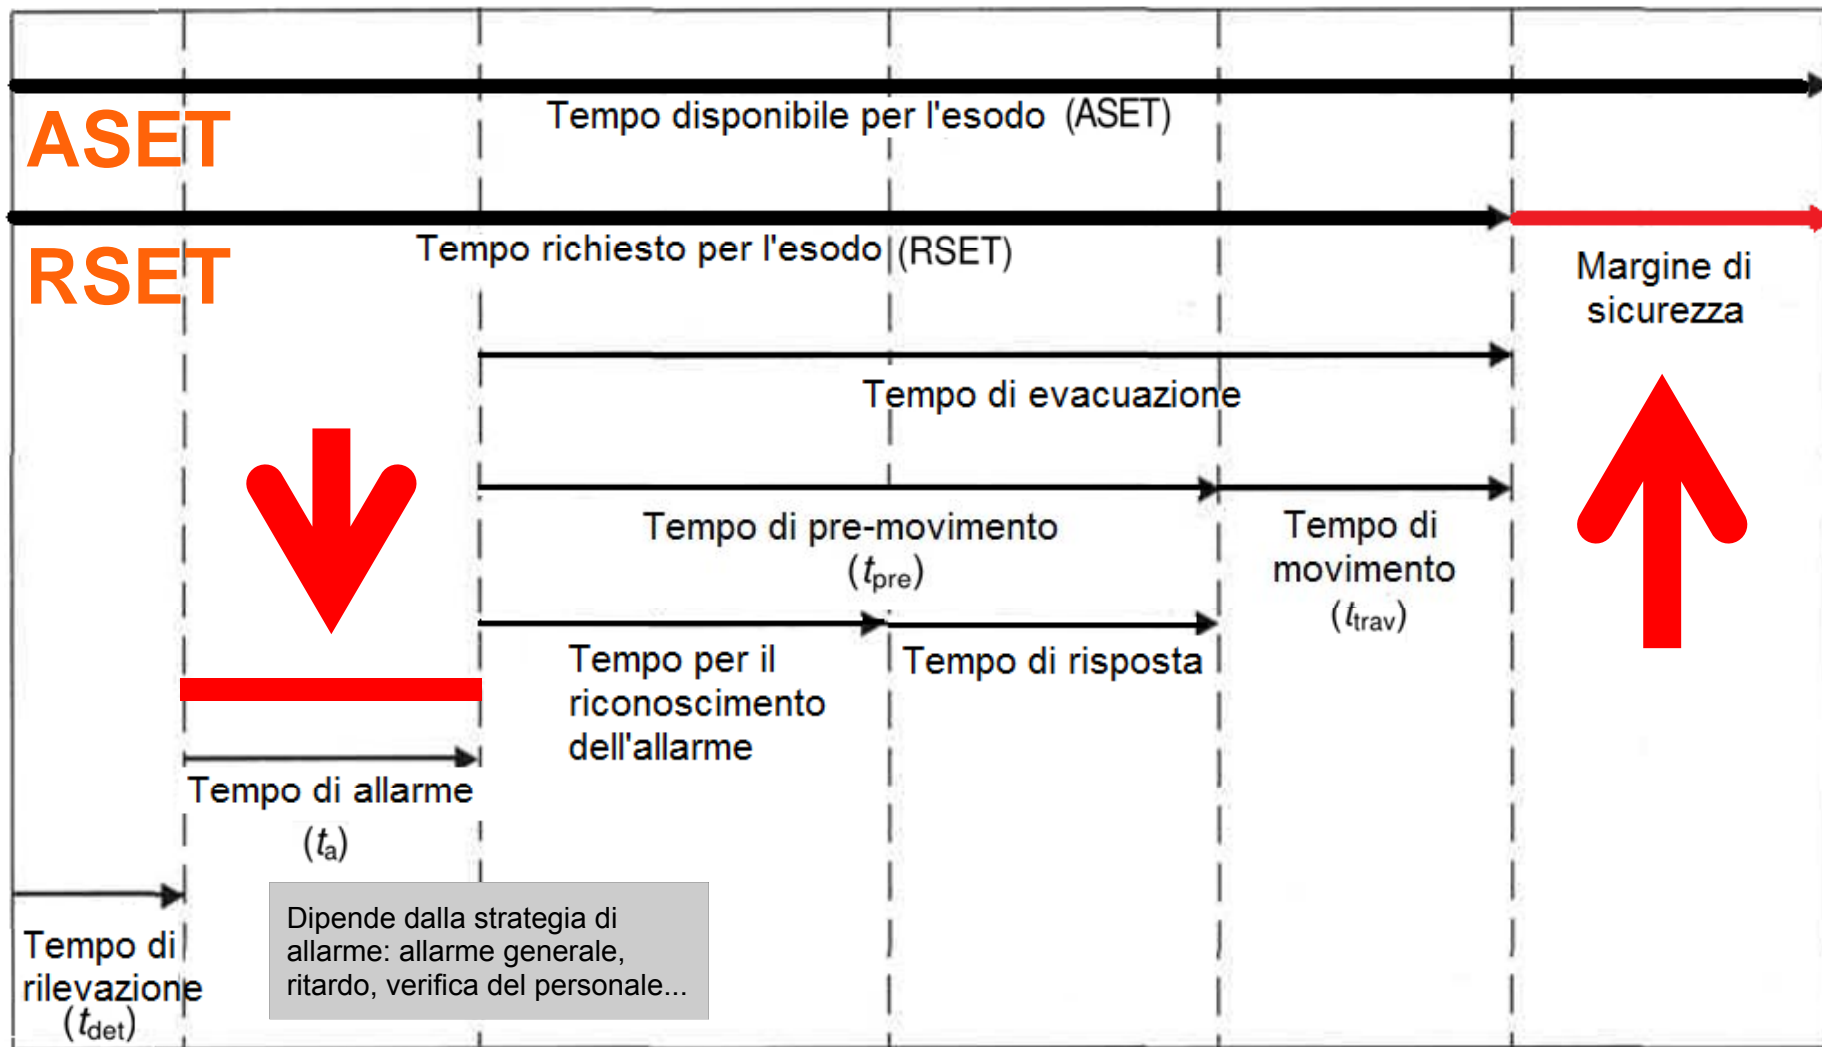 ASET
Tempo disponibile per l'esodo (ASET)
RSET
Tempo richiesto per l'esodo (RSET)
Margine di
sicurezza
Tempo di evacuazione
Tempo di pre-movimento
(tpre)
Tempo di
movimento
(ttrav)
Tempo per il
riconoscimento
dell'allarme
Tempo di risposta
Tempo di allarme
(ta)
Dipende dalla strategia di
allarme: allarme generale,
ritardo, verifica del personale...
Tempo di
rilevazione
(tdet)